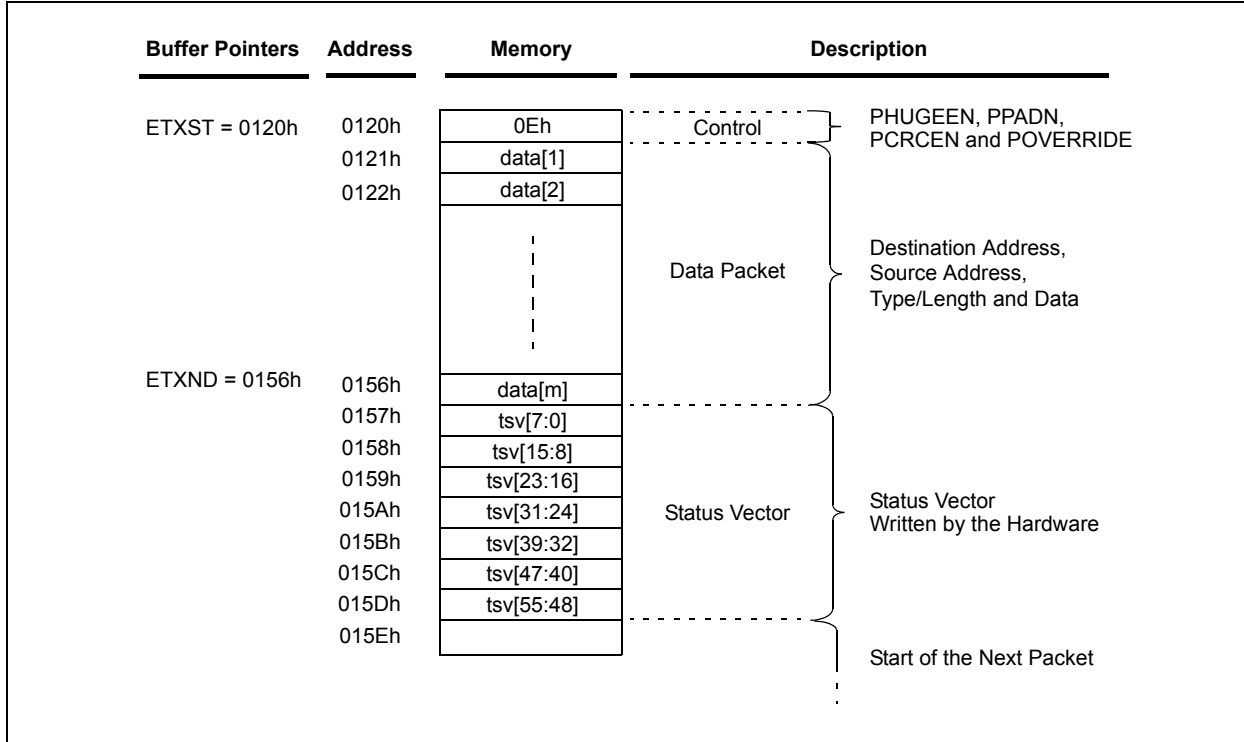 Buffer Pointers Address Memory Description
ETXST = 0120h 0120h 0Eh Control PHUGEEN, PPADN,
PCRCEN and POVERRIDE
0121h data[1]
0122h data[2]
Data Packet Destination Address,
Source Address,
Type/Length and Data
ETXND = 0156h 0156h data[m]
0157h tsv[7:0]
0158h tsv[15:8]
0159h tsv[23:16]
015Ah tsv[31:24] Status Vector Status Vector
Written by the Hardware
015Bh tsv[39:32]
015Ch tsv[47:40]
015Dh tsv[55:48]
015Eh
Start of the Next Packet